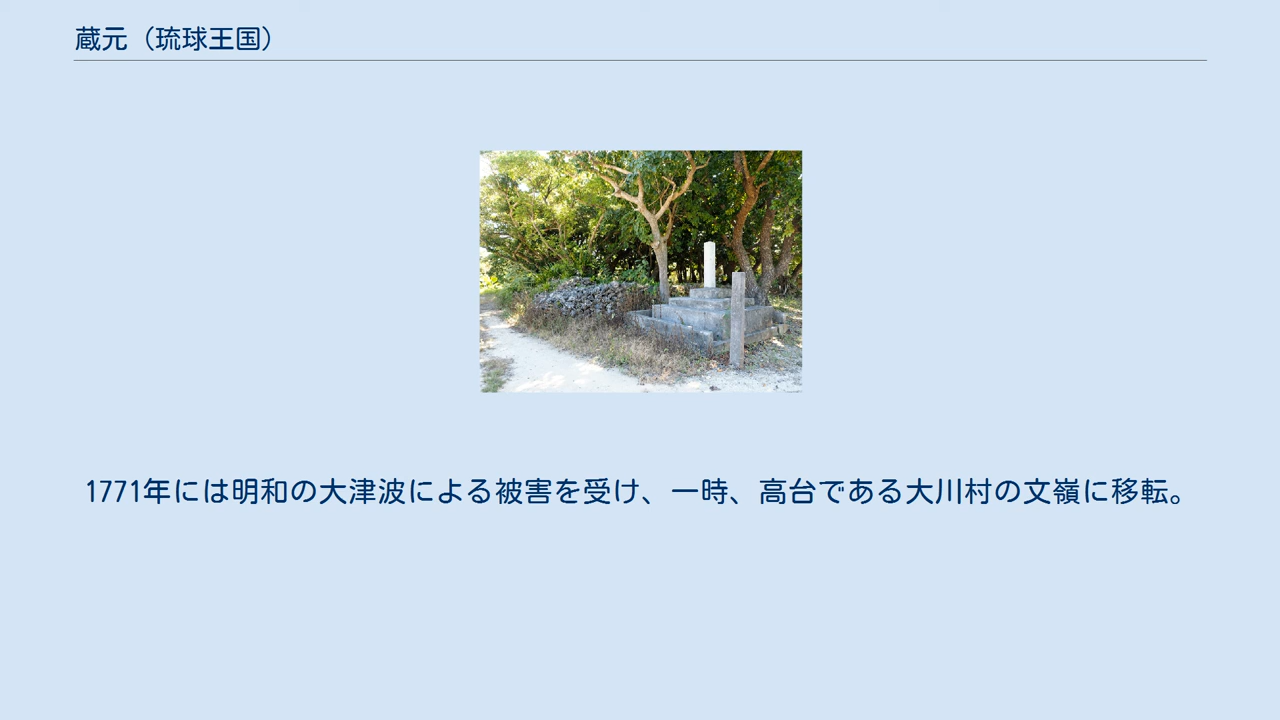 蔵元（琉球王国）
1771年には明和の大津波による被害を受け、一時、高台である大川村の文嶺に移転。